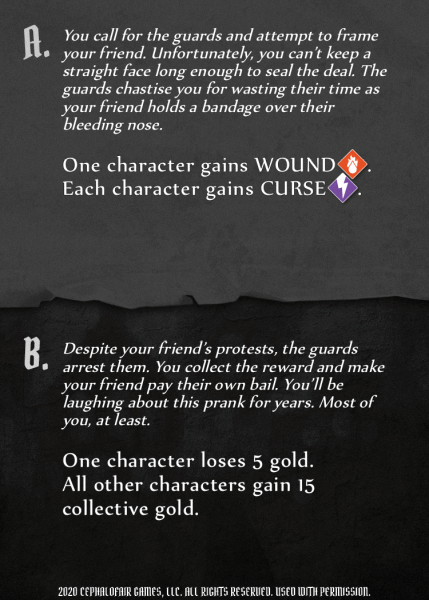 A. You call for the guards and attempt to frame
your friend. Unfortunately, you can't keep a
straight face long enough to seal the deal. The
guards chastise you for wasting their time as
your friend holds a bandage over their
bleeding nose.
One character gains WOUND.
Each character gains CURSE.
B. Despite your friend's protests, the guards
arrest them. You collect the reward and make
your friend pay their own bail. You'll be
laughing about this prank for years. Most of
you, at least.
One character loses 5 gold.
All other characters gain 15
collective gold.
2020 CEPHALOFAIR GAMES, LLC. ALL RIGHTS RESERVED. USED WITH PERMISSION.